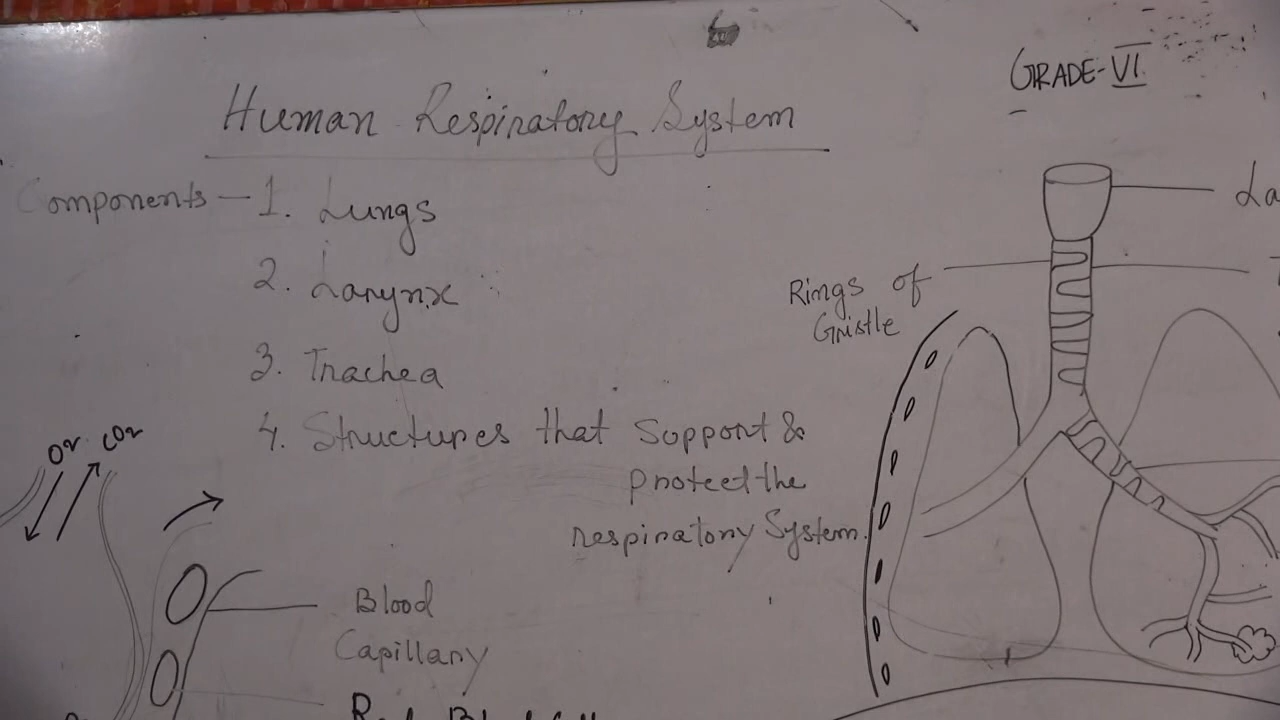 GRADE-VI
Human Respiratory System
Components - 1. Lungs
2. Larynx
3. Trachea
4. Structures that Support &
protect the
respiratory System.
La
Rings of
Gristle
O2 CO2
Blood
Capillary